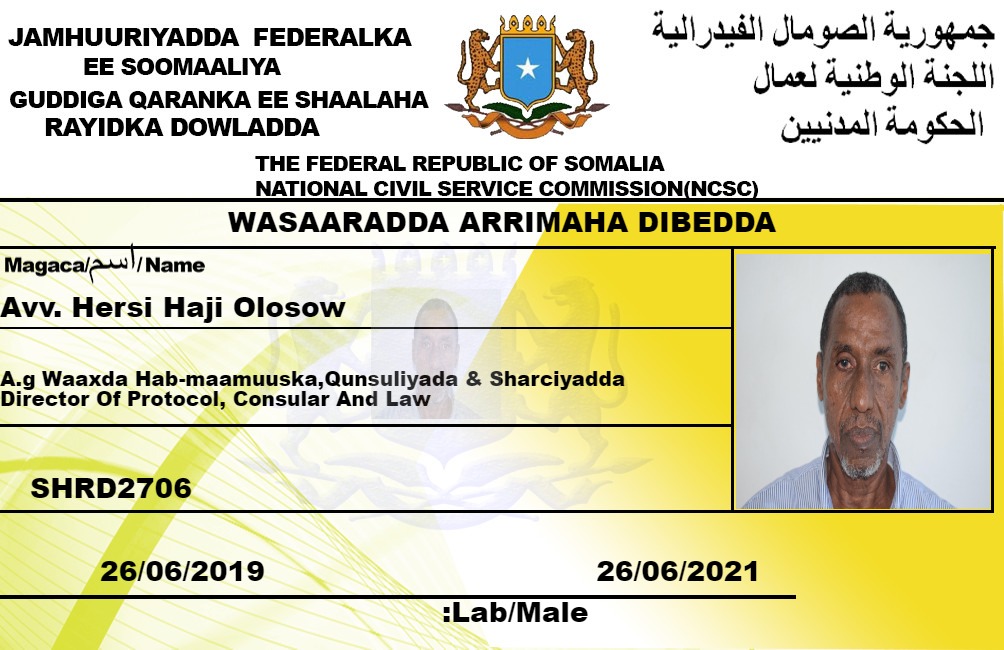 JAMHUURIYADDA FEDERALKA
EE SOOMAALIYA
GUDDIGA QARANKA EE SHAALAHA
RAYIDKA DOWLADDA
جمهورية الصومال الفيدرالية
اللجنة الوطنية لعمال
الحكومة المدنيين
THE FEDERAL REPUBLIC OF SOMALIA
NATIONAL CIVIL SERVICE COMMISSION(NCSC)
WASAARADDA ARRIMAHA DIBEDDA
Magaca/اسم/Name
Avv. Hersi Haji Olosow
A.g Waaxda Hab-maamuuska,Qunsuliyada & Sharciyadda
Director Of Protocol, Consular And Law
SHRD2706
26/06/2019 26/06/2021
:Lab/Male